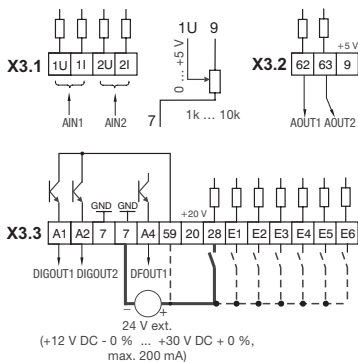 1U 9
X3.1 1U 1I 2U 2I
0 ... +5 V
AIN1 AIN2
7
1k ... 10k
+5 V
X3.2 62 63 9
AOUT1 AOUT2
GND GND
+20 V
X3.3 A1 A2 7 7 A4 59 20 28 E1 E2 E3 E4 E5 E6
DIGOUT1 DIGOUT2 DFOUT1
– +
24 V ext.
(+12 V DC - 0 % ... +30 V DC + 0 %,
max. 200 mA)